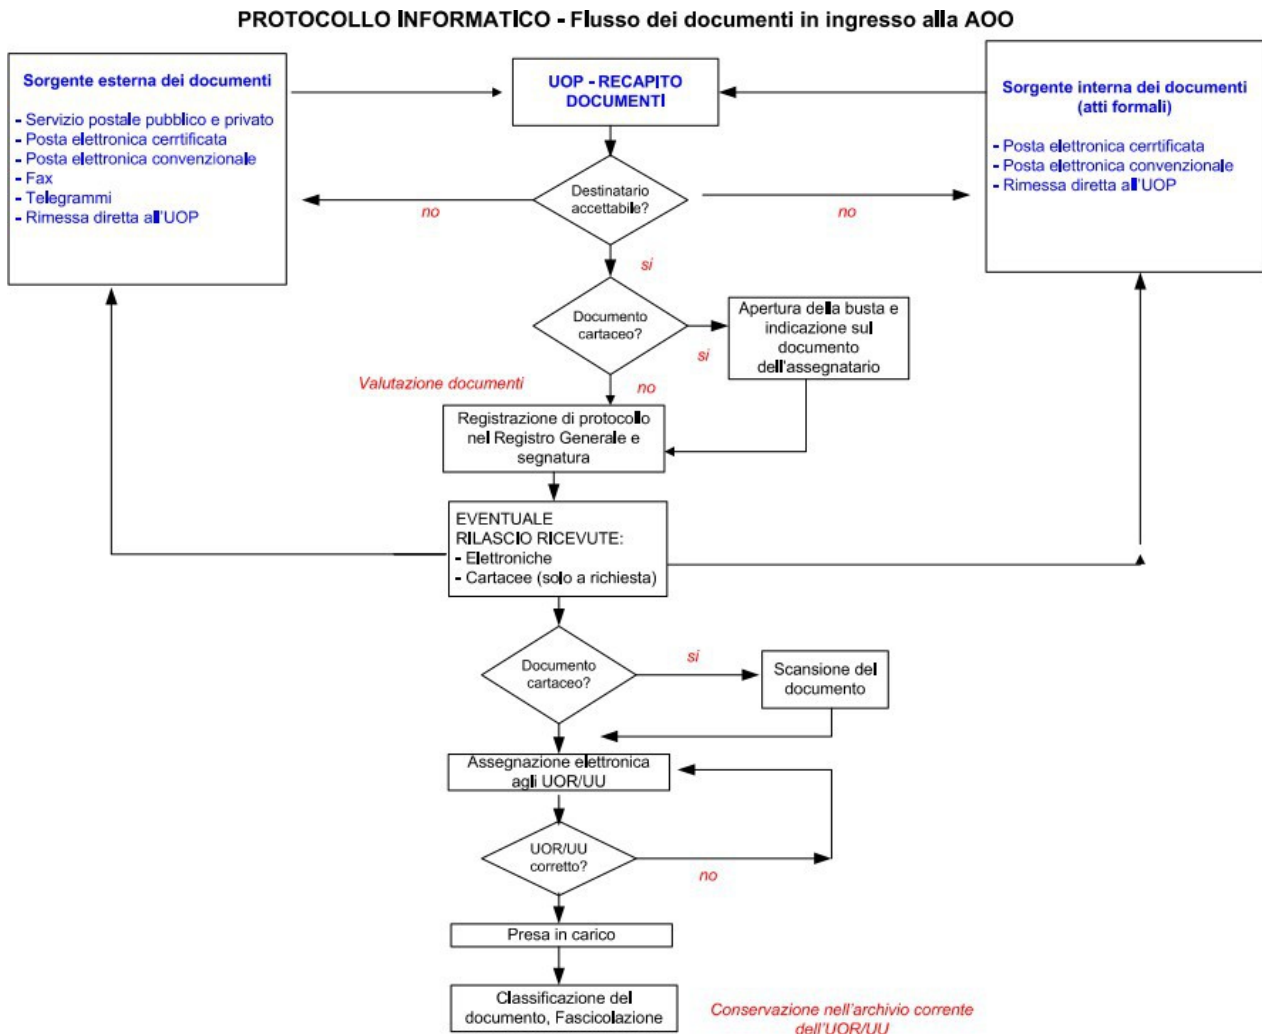 PROTOCOLLO INFORMATICO - Flusso dei documenti in ingresso alla AOO
Sorgente esterna dei documenti
- Servizio postale pubblico e privato
- Posta elettronica cerrtificata
- Posta elettronica convenzionale
- Fax
- Telegrammi
- Rimessa diretta all'UOP
UOP - RECAPITO
DOCUMENTI
Sorgente interna dei documenti
(atti formali)
- Posta elettronica cerrtificata
- Posta elettronica convenzionale
- Rimessa diretta all'UOP
Destinatario
accettabile?
no
no
si
Documento
cartaceo?
si
Apertura della busta e
indicazione sul
documento
dell'assegnatario
Valutazione documenti
no
Registrazione di protocollo
nel Registro Generale e
segnatura
EVENTUALE
RILASCIO RICEVUTE:
- Elettroniche
- Cartacee (solo a richiesta)
Documento
cartaceo?
si
Scansione del
documento
Assegnazione elettronica
agli UOR/UU
UOR/UU
corretto?
no
Presa in carico
Classificazione del
documento, Fascicolazione
Conservazione nell'archivio corrente
dell'UOR/UU